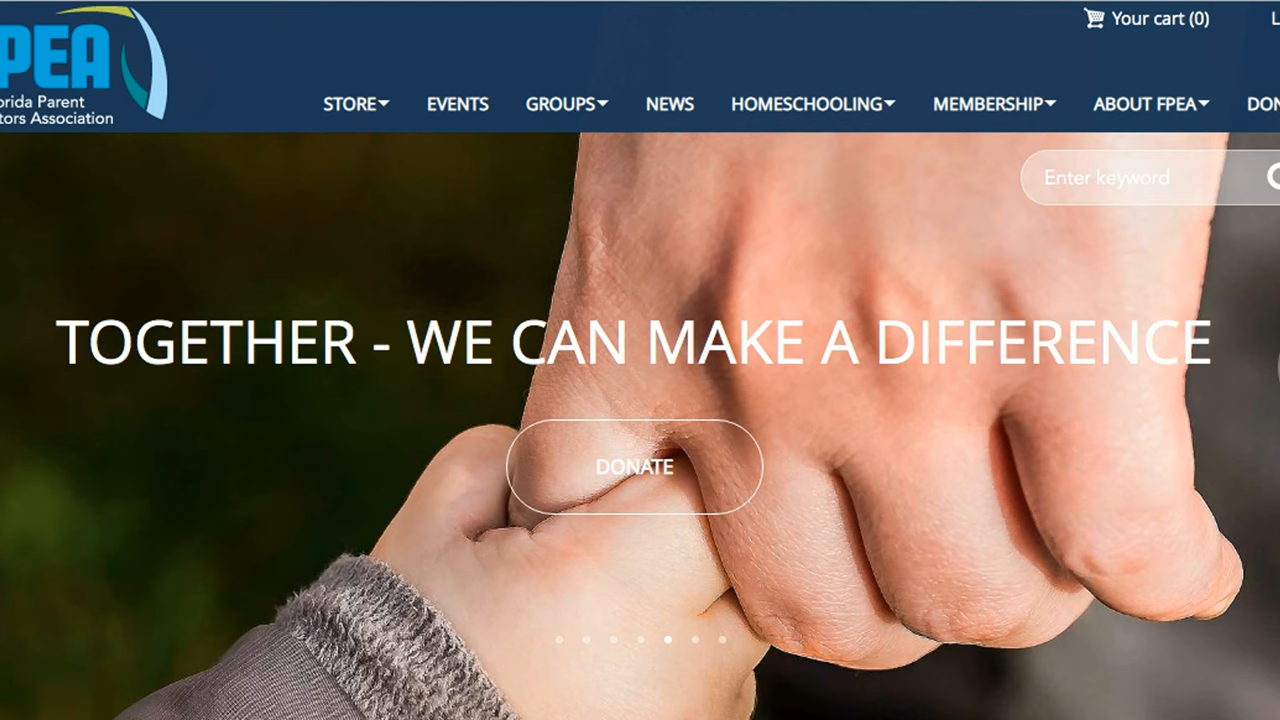 Your cart (0)
L
PEA
orida Parent
tors Association
STORE EVENTS GROUPS NEWS HOMESCHOOLING MEMBERSHIP ABOUT FPEA DON
Enter keyword
TOGETHER - WE CAN MAKE A DIFFERENCE
DONATE